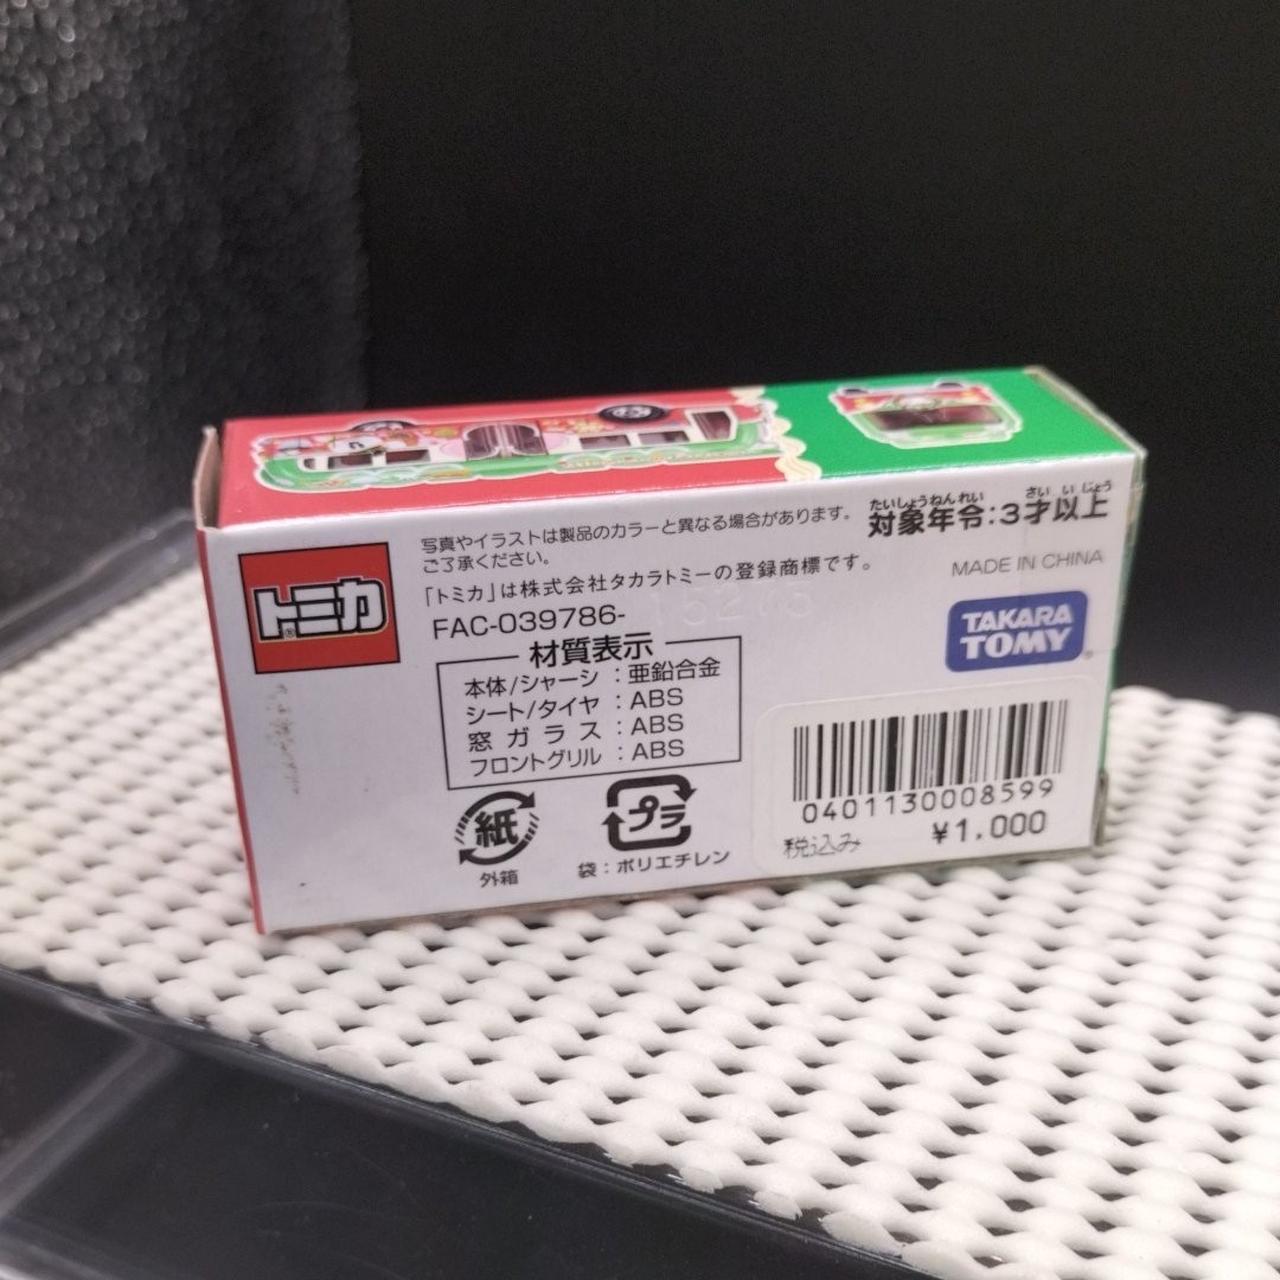 写真やイラストは製品のカラーと異なる場合があります。
ご了承ください。
たいしょうねんれい さい いじょう
対象年令:3才以上
「トミカ」は株式会社タカラトミーの登録商標です。
MADE IN CHINA
トミカ
®
FAC-039786-
TAKARA
TOMY
®
材質表示
本体/シャーシ:亜鉛合金
シート/タイヤ:ABS
窓ガラス:ABS
フロントグリル:ABS
紙
外箱
プラ
袋:ポリエチレン
0401130008599
税込み ¥1.000